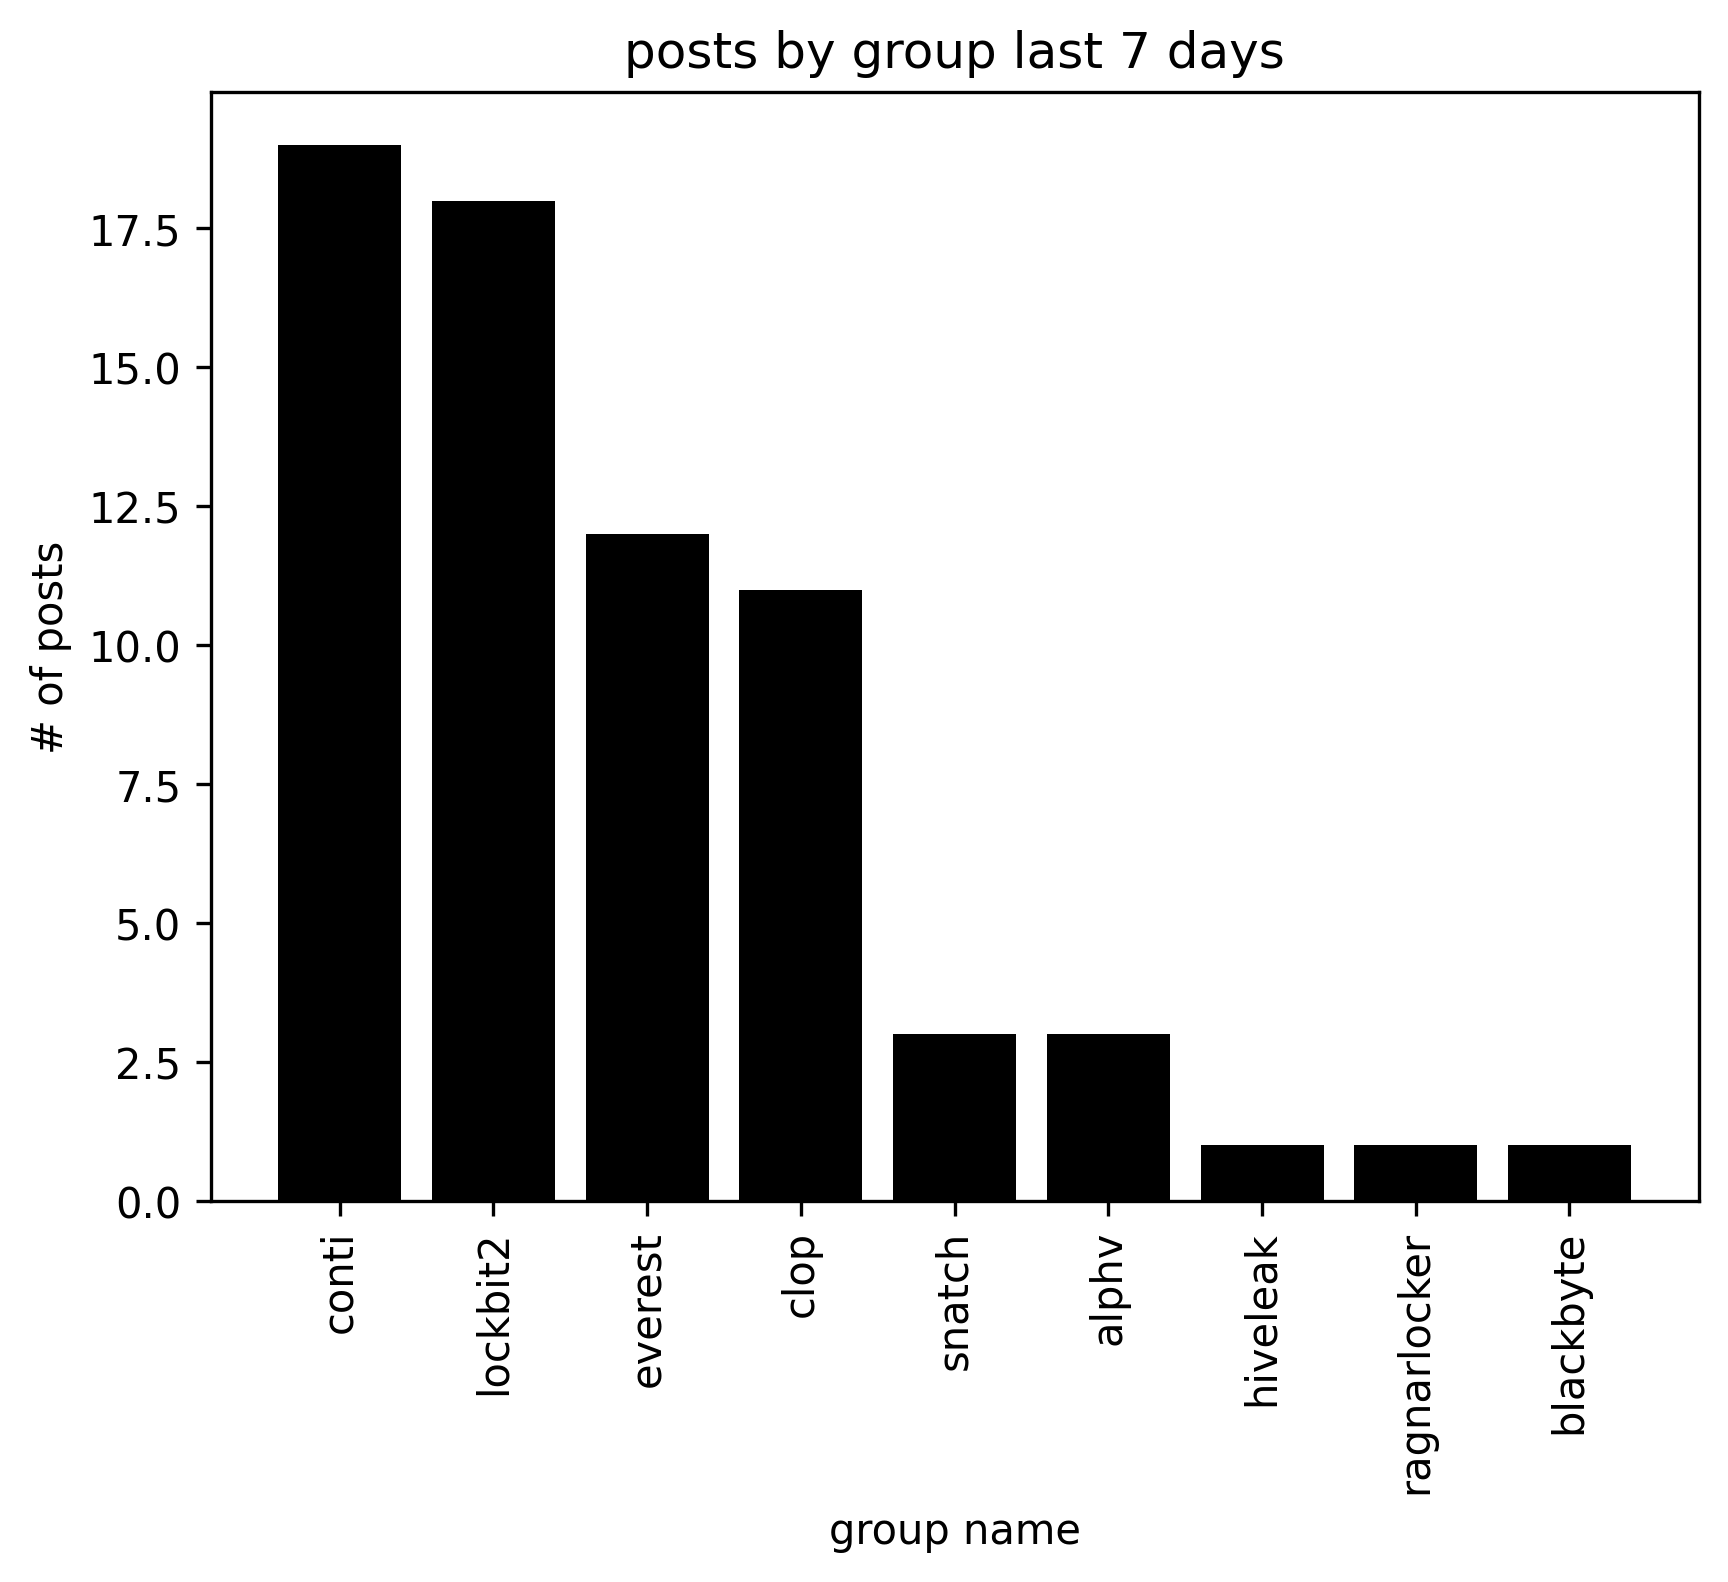 posts by group last 7 days
# of posts
17.5
15.0
12.5
10.0
7.5
5.0
2.5
0.0
conti
lockbit2
everest
clop
snatch
alphv
hiveleak
ragnarlocker
blackbyte
group name